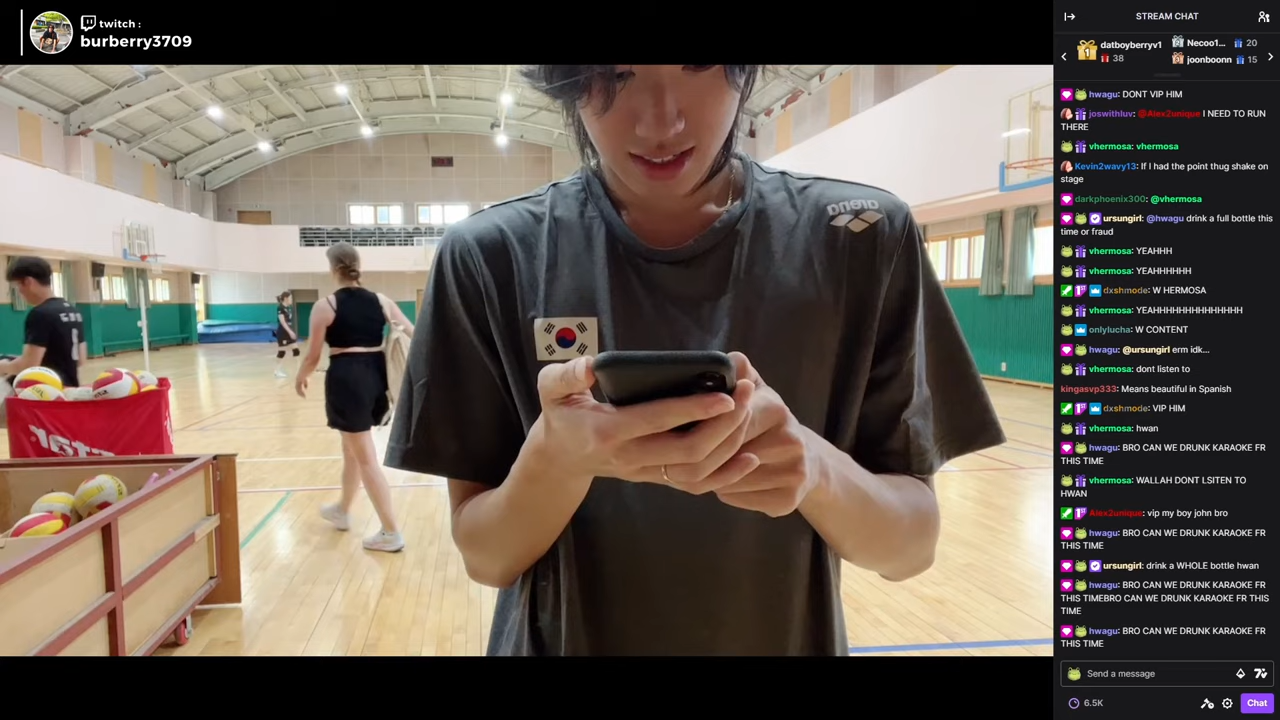 twitch :
burberry3709
STREAM CHAT
datboyberryv1
38
Necoo1... 20
joonboonn 15
hwagu: DONT VIP HIM
joswithluv: @Alex2unique I NEED TO RUN
THERE
vhermosa: vhermosa
Kevin2wavy13: If I had the point thug shake on
stage
darkphoenix300: @vhermosa
ursungirl: @hwagu drink a full bottle this
time or fraud
vhermosa: YEAHHH
vhermosa: YEAHHHHHH
dxshmode: W HERMOSA
vhermosa: YEAHHHHHHHHHHHHHHH
onlylucha: W CONTENT
hwagu: @ursungirl erm idk...
vhermosa: dont listen to
kingasvp333: Means beautiful in Spanish
dxshmode: VIP HIM
vhermosa: hwan
hwagu: BRO CAN WE DRUNK KARAOKE FR
THIS TIME
vhermosa: WALLAH DONT LSITEN TO
HWAN
Alex2unique: vip my boy john bro
hwagu: BRO CAN WE DRUNK KARAOKE FR
THIS TIME
ursungirl: drink a WHOLE bottle hwan
hwagu: BRO CAN WE DRUNK KARAOKE FR
THIS TIMEBRO CAN WE DRUNK KARAOKE FR THIS
TIME
hwagu: BRO CAN WE DRUNK KARAOKE FR
THIS TIME
Send a message
6.5K
Chat
arena